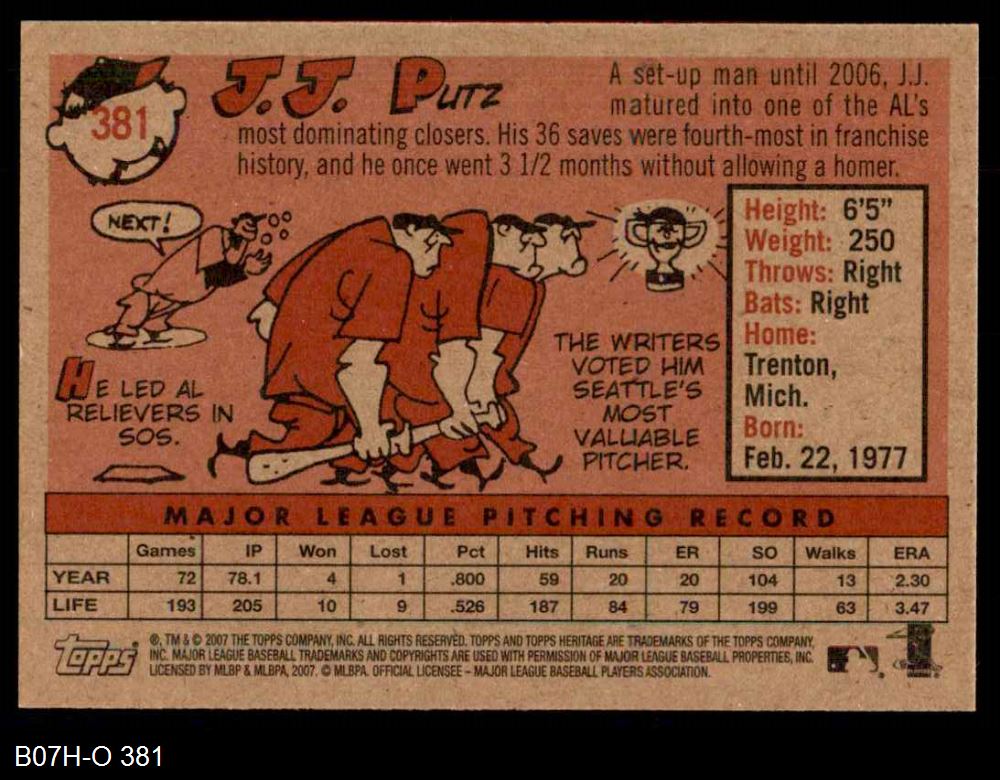 381
J.J. PUTZ
A set-up man until 2006, J.J.
matured into one of the AL's
most dominating closers. His 36 saves were fourth-most in franchise
history, and he once went 3 1/2 months without allowing a homer.
NEXT!
HE LED AL
RELIEVERS IN
SOS.
THE WRITERS
VOTED HIM
SEATTLE'S
MOST
VALUABLE
PITCHER.
Height: 6'5"
Weight: 250
Throws: Right
Bats: Right
Home:
Trenton,
Mich.
Born:
Feb. 22, 1977
MAJOR LEAGUE PITCHING RECORD
Games IP Won Lost Pct Hits Runs ER SO Walks ERA
YEAR 72 78.1 4 1 .800 59 20 20 104 13 2.30
LIFE 193 205 10 9 .526 187 84 79 199 63 3.47
Topps
®, TM & © 2007 THE TOPPS COMPANY, INC. ALL RIGHTS RESERVED. TOPPS AND TOPPS HERITAGE ARE TRADEMARKS OF THE TOPPS COMPANY,
INC. MAJOR LEAGUE BASEBALL TRADEMARKS AND COPYRIGHTS ARE USED WITH PERMISSION OF MAJOR LEAGUE BASEBALL PROPERTIES, INC.
LICENSED BY MLBP & MLBPA, 2007. © MLBPA. OFFICIAL LICENSEE – MAJOR LEAGUE BASEBALL PLAYERS ASSOCIATION.
B07H-O 381